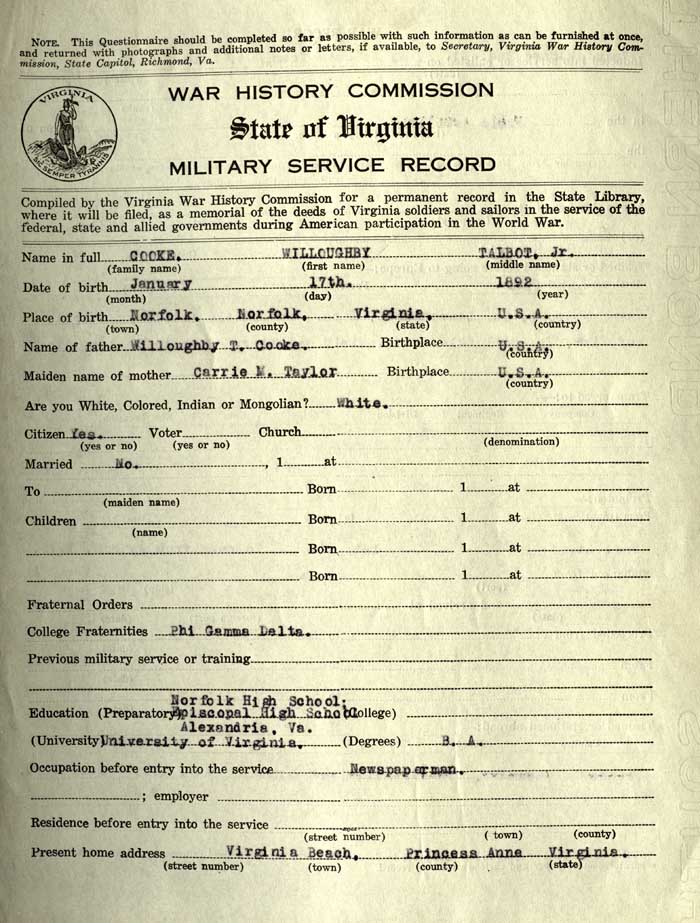 NOTE. This Questionnaire should be completed so far as possible with such information as can be furnished at once,
and returned with photographs and additional notes or letters, if available, to Secretary, Virginia War History Com-
mission, State Capitol, Richmond, Va.
VIRGINIA
SIC SEMPER TYRANNIS
WAR HISTORY COMMISSION
State of Virginia
MILITARY SERVICE RECORD
Compiled by the Virginia War History Commission for a permanent record in the State Library,
where it will be filed, as a memorial of the deeds of Virginia soldiers and sailors in the service of the
federal, state and allied governments during American participation in the World War.
Name in full COOKE, WILLOUGHBY TALBOT, Jr.
(family name) (first name) (middle name)
Date of birth January 17th. 1892
(month) (day) (year)
Place of birth Norfolk, Norfolk, Virginia, U.S.A.
(town) (county) (state) (country)
Name of father Willoughby T. Cooke. Birthplace U.S.A.
(country)
Maiden name of mother Carrie M. Taylor Birthplace U.S.A.
(country)
Are you White, Colored, Indian or Mongolian? White.
Citizen Yes. Voter Church
(yes or no) (yes or no) (denomination)
Married No. , 1 at
To Born 1 at
(maiden name)
Children Born 1 at
(name)
Born 1 at
Born 1 at
Fraternal Orders
College Fraternities Phi Gamma Delta.
Previous military service or training
Norfolk High School;
Education (Preparatory) Episcopal High School (College)
Alexandria, Va.
(University) University of Virginia. (Degrees) B. A.
Occupation before entry into the service Newspaperman.
; employer
Residence before entry into the service
(street number) (town) (county)
Present home address Virginia Beach, Princess Anne Virginia.
(street number) (town) (county) (state)